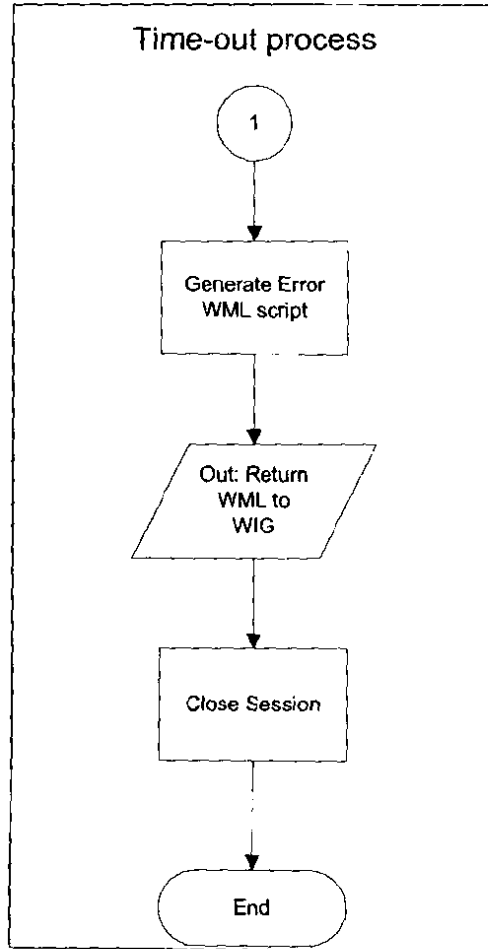 Time-out process
1
Generate Error
WML script
Out: Return
WML to
WIG
Close Session
End